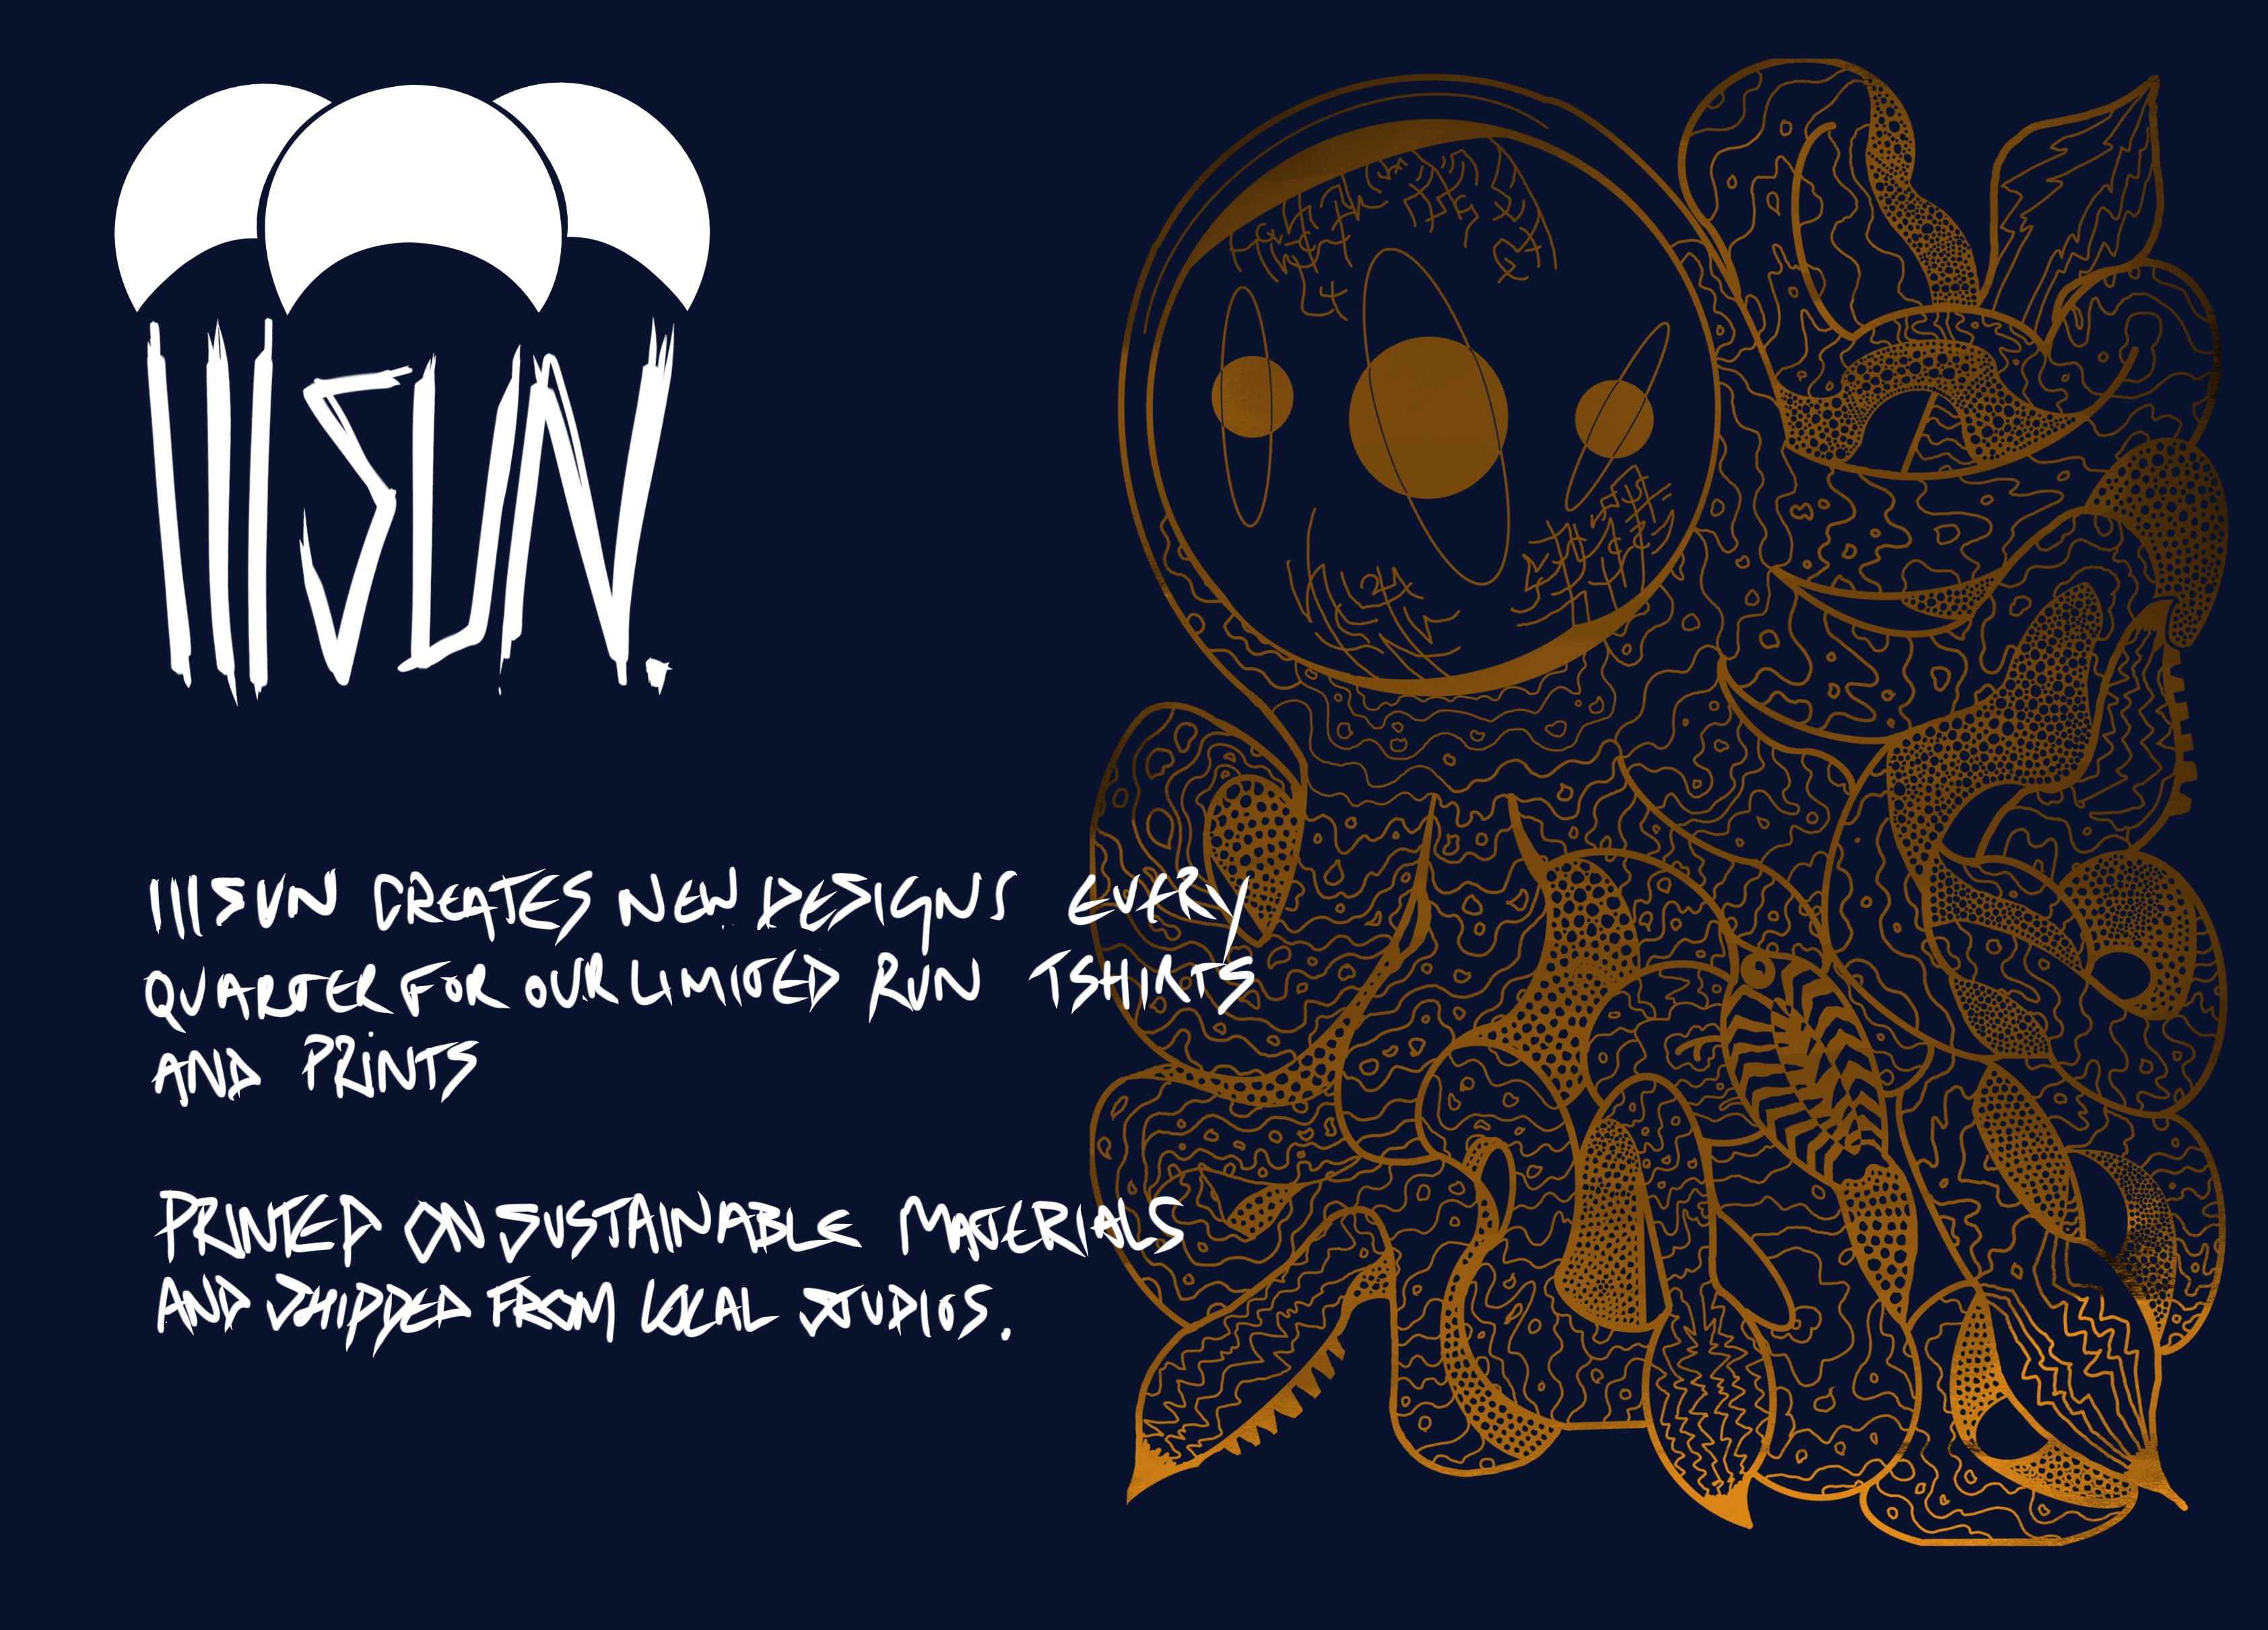 IIISUN.
IIISUN CREATES NEW DESIGNS EVERY
QUARTER FOR OUR LIMITED RUN TSHIRTS
AND PRINTS
PRINTED ON SUSTAINABLE MATERIALS
AND SHIPPED FROM LOCAL STUDIOS.